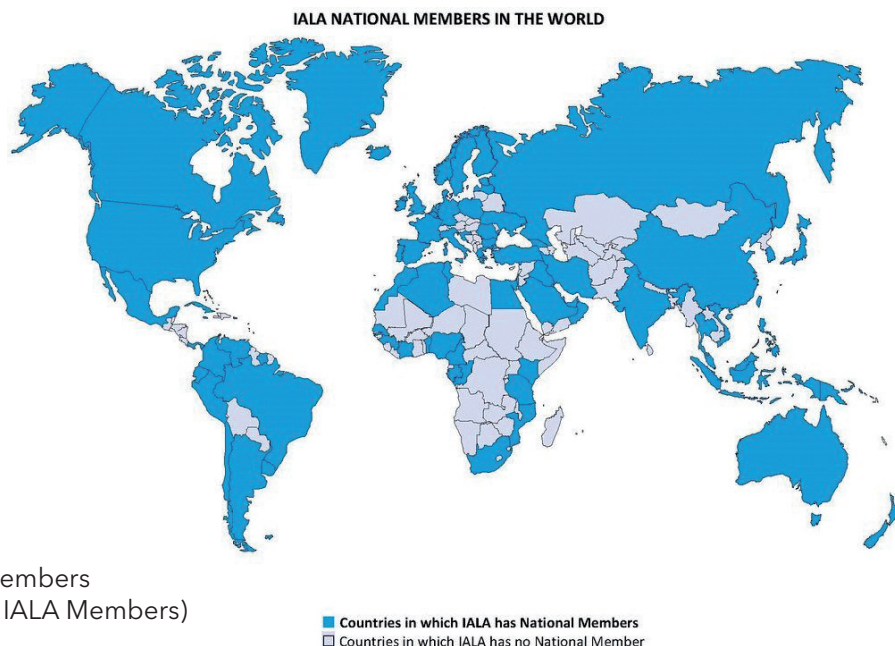 IALA NATIONAL MEMBERS IN THE WORLD
embers
IALA Members)
Countries in which IALA has National Members
Countries in which IALA has no National Member